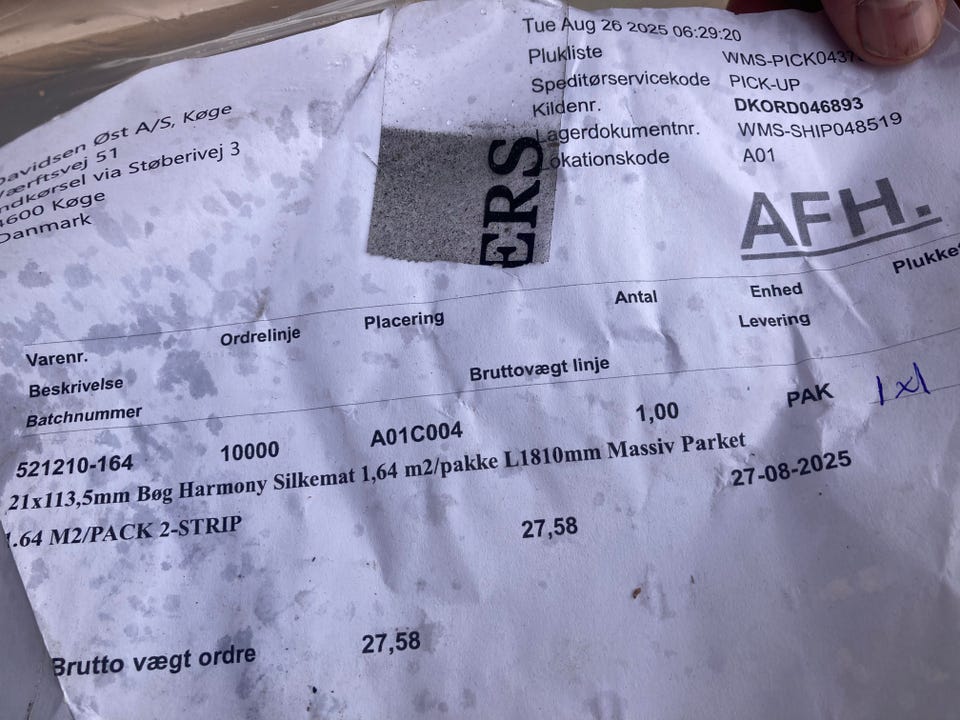 Tue Aug 26 2025 06:29:20
Plukliste WMS-PICK0437
Speditørservicekode PICK-UP
Kildenr. DKORD046893
Lagerdokumentnr. WMS-SHIP048519
Lokationskode A01
Davidsen Øst A/S, Køge
Værftsvej 51
Indkørsel via Støberivej 3
4600 Køge
Danmark
ERS
AFH.
Varenr. Ordrelinje Placering Antal Enhed Plukket
Beskrivelse Bruttovægt linje Levering
Batchnummer
521210-164 10000 A01C004 1,00 PAK 1x1
21x113,5mm Bøg Harmony Silkemat 1,64 m2/pakke L1810mm Massiv Parket
1.64 M2/PACK 2-STRIP 27,58 27-08-2025
Brutto vægt ordre 27,58